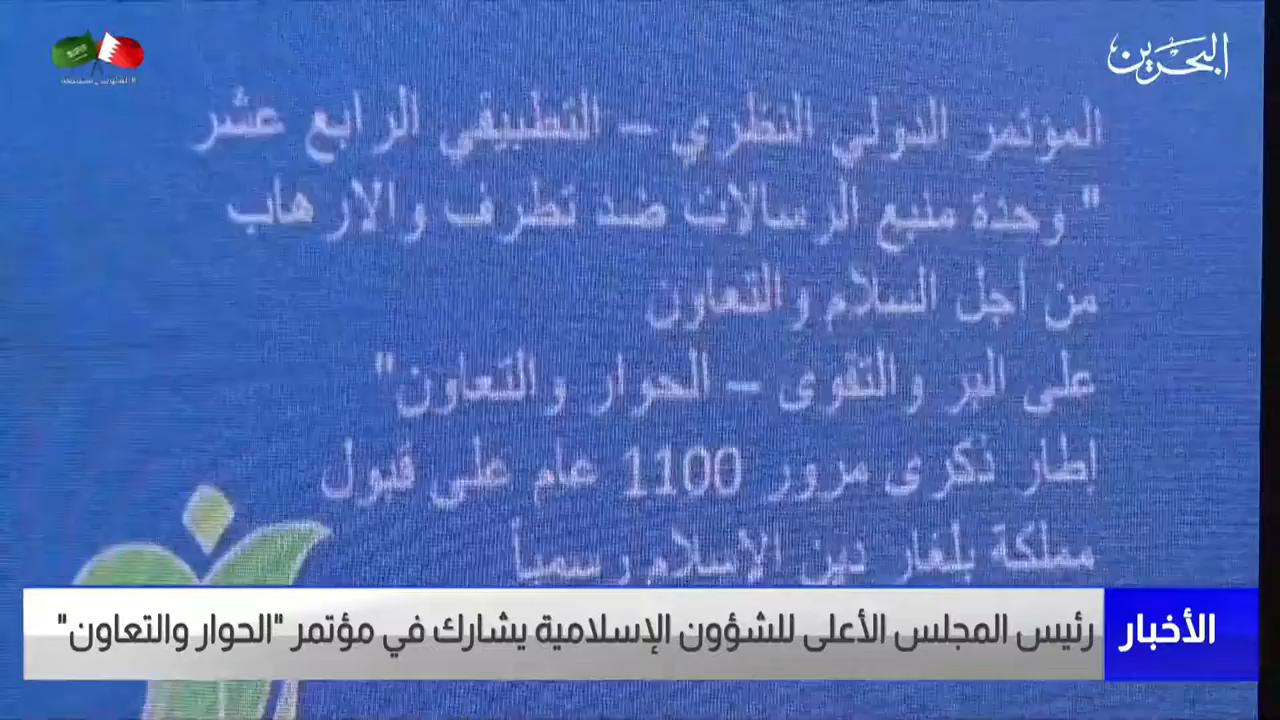 البحرين
المؤتمر الدولي النظري – التطبيقي الرابع عشر
" وحدة منبع الرسالات ضد تطرف والارهاب
من أجل السلام والتعاون
على البر والتقوى – الحوار والتعاون"
إطار ذكرى مرور 1100 عام على قبول
مملكة بلغار دين الإسلام رسمياً
الأخبار
رئيس المجلس الأعلى للشؤون الإسلامية يشارك في مؤتمر "الحوار والتعاون"